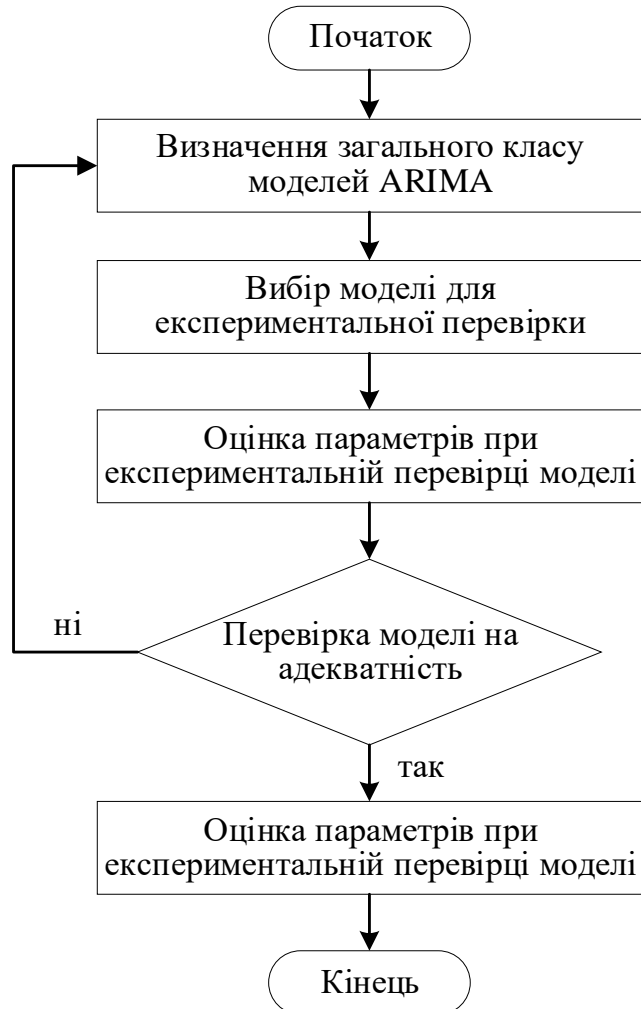 Початок
Визначення загального класу
моделей ARIMA
Вибір моделі для
експериментальної перевірки
Оцінка параметрів при
експериментальній перевірці моделі
ні
Перевірка моделі на
адекватність
так
Оцінка параметрів при
експериментальній перевірці моделі
Кінець